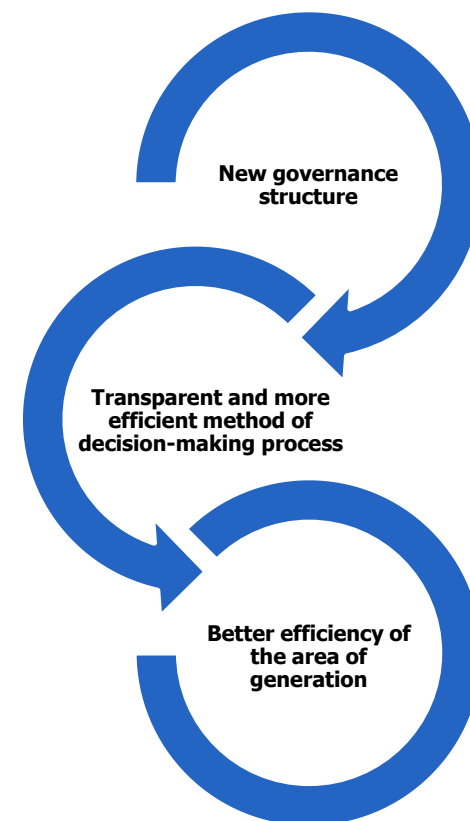 New governance
structure
Transparent and more
efficient method of
decision-making process
Better efficiency of
the area of
generation